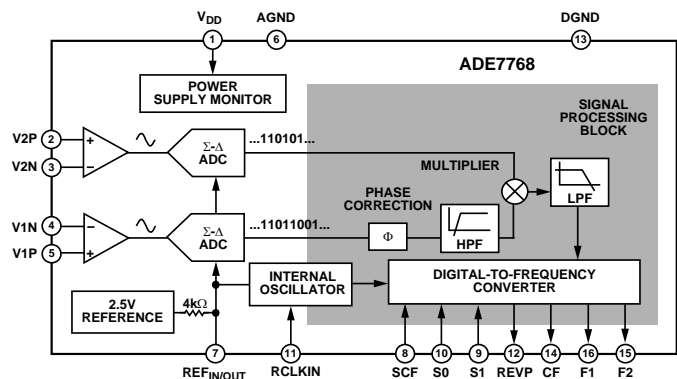 V_DD AGND DGND
1 6 13
ADE7768
POWER
SUPPLY MONITOR
SIGNAL
PROCESSING
BLOCK
V2P 2 +
V2N 3 −
Σ-Δ
ADC
...110101...
MULTIPLIER
LPF
PHASE
CORRECTION
V1N 4 −
V1P 5 +
Σ-Δ
ADC
...11011001...
Φ
HPF
INTERNAL
OSCILLATOR
DIGITAL-TO-FREQUENCY
CONVERTER
2.5V
REFERENCE
4kΩ
7 11 8 10 9 12 14 16 15
REF_IN/OUT RCLKIN SCF S0 S1 REVP CF F1 F2